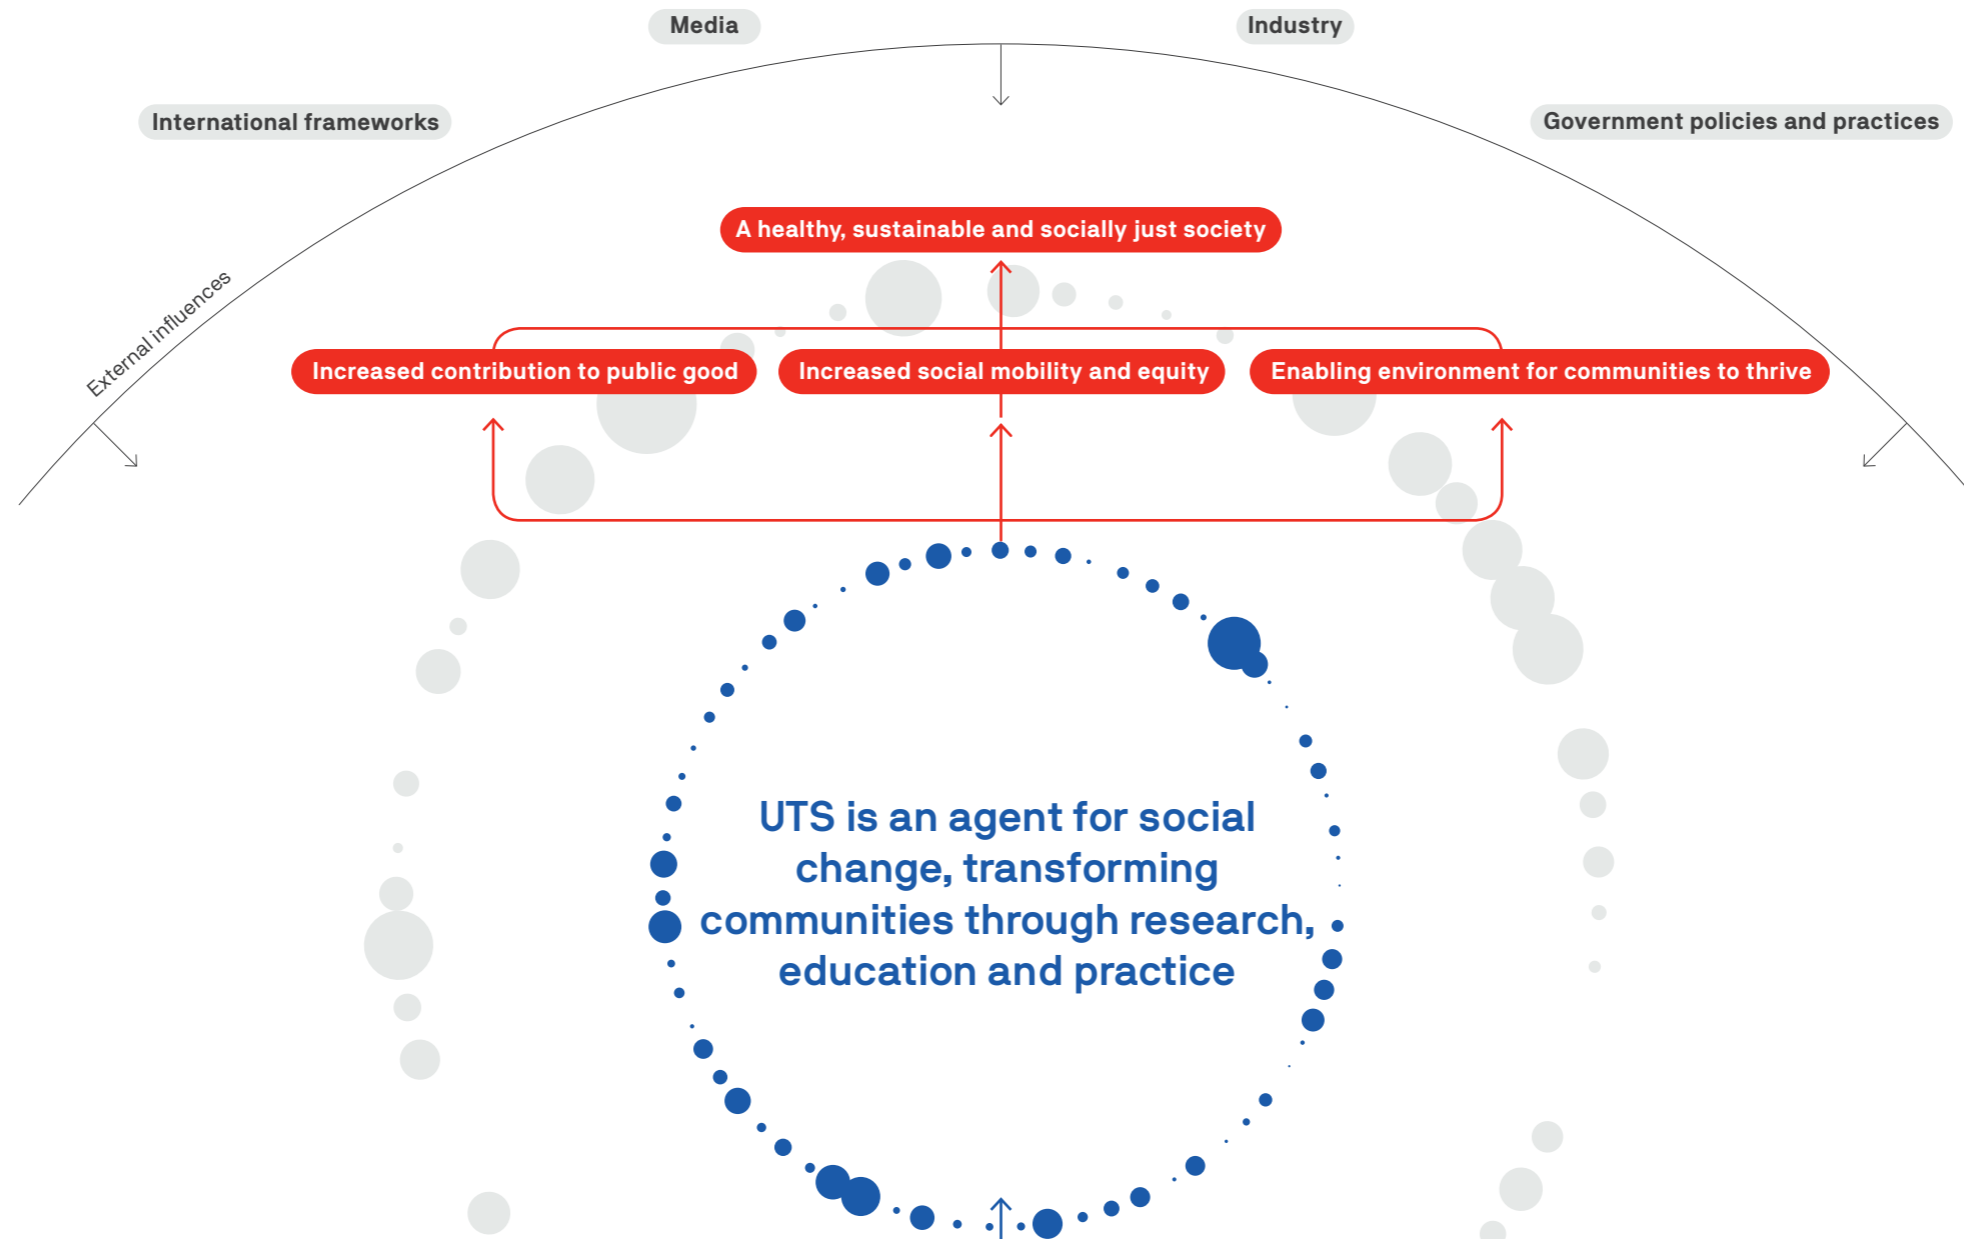 Media
Industry
International frameworks
Government policies and practices
A healthy, sustainable and socially just society
External influences
Increased contribution to public good
Increased social mobility and equity
Enabling environment for communities to thrive
UTS is an agent for social
change, transforming
communities through research,
education and practice